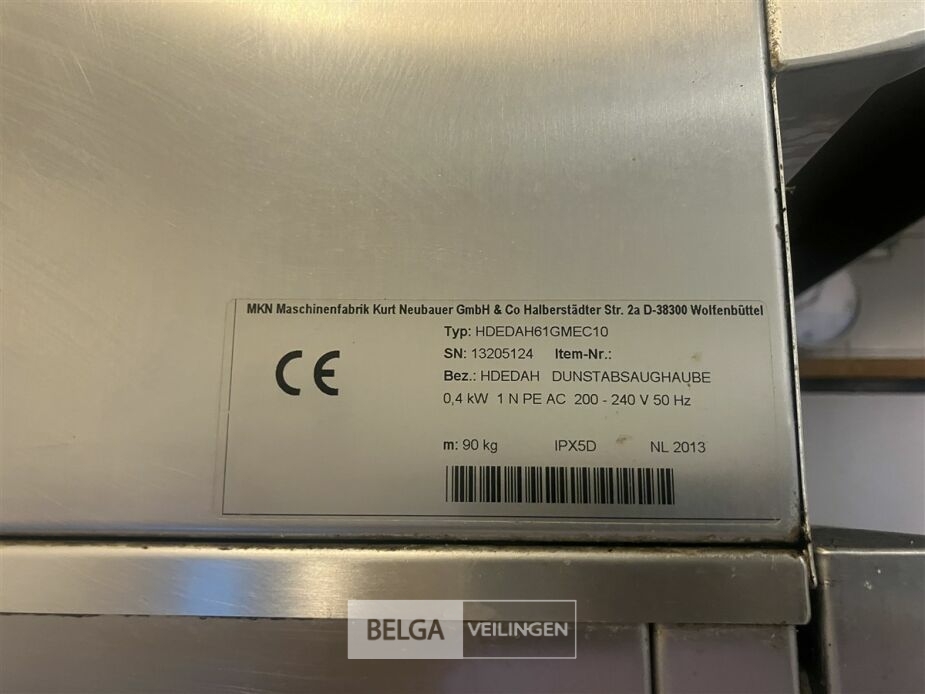 MKN Maschinenfabrik Kurt Neubauer GmbH & Co Halberstädter Str. 2a D-38300 Wolfenbüttel
Typ: HDEDAH61GMEC10
SN: 13205124 Item-Nr.:
Bez.: HDEDAH DUNSTABSAUGHAUBE
0,4 kW 1 N PE AC 200 - 240 V 50 Hz
m: 90 kg IPX5D NL 2013
CE
BELGA VEILINGEN